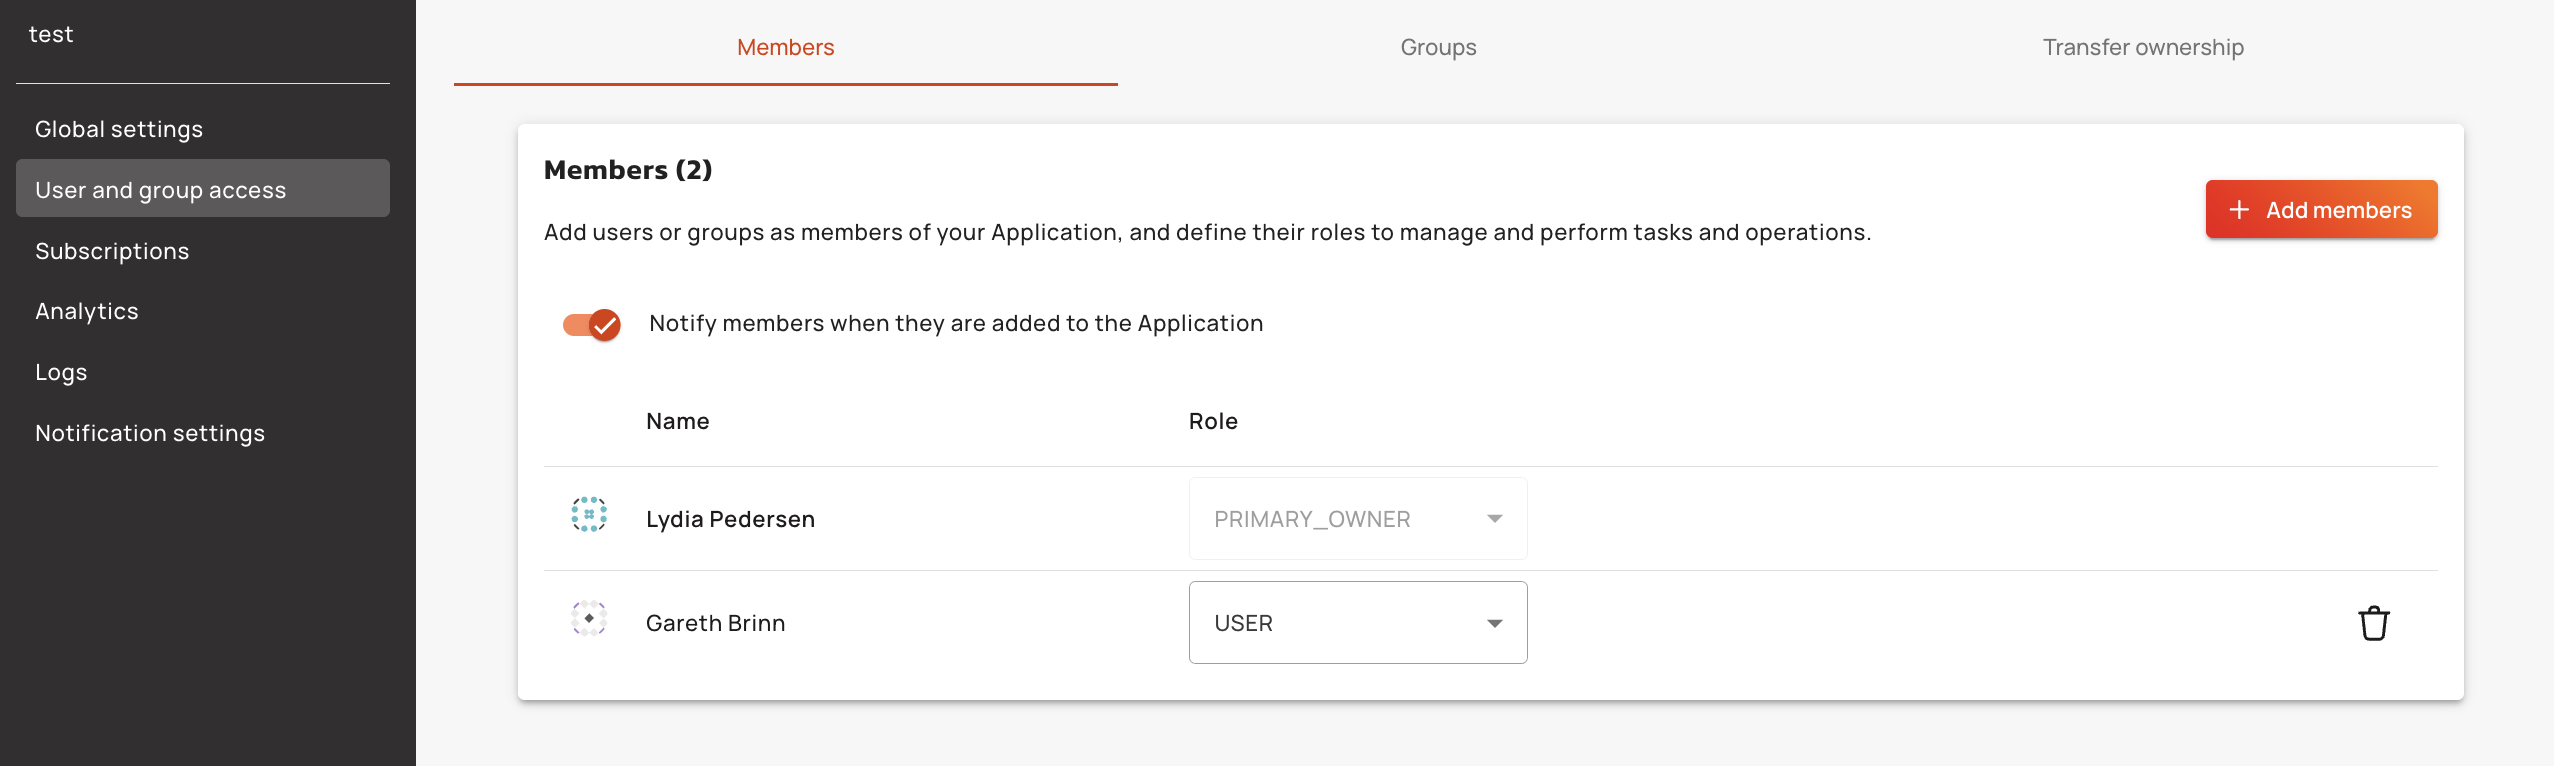 test
Global settings
User and group access
Subscriptions
Analytics
Logs
Notification settings
Members
Groups
Transfer ownership
Members (2)
Add users or groups as members of your Application, and define their roles to manage and perform tasks and operations.
Add members
Notify members when they are added to the Application
Name
Role
Lydia Pedersen
PRIMARY_OWNER
Gareth Brinn
USER